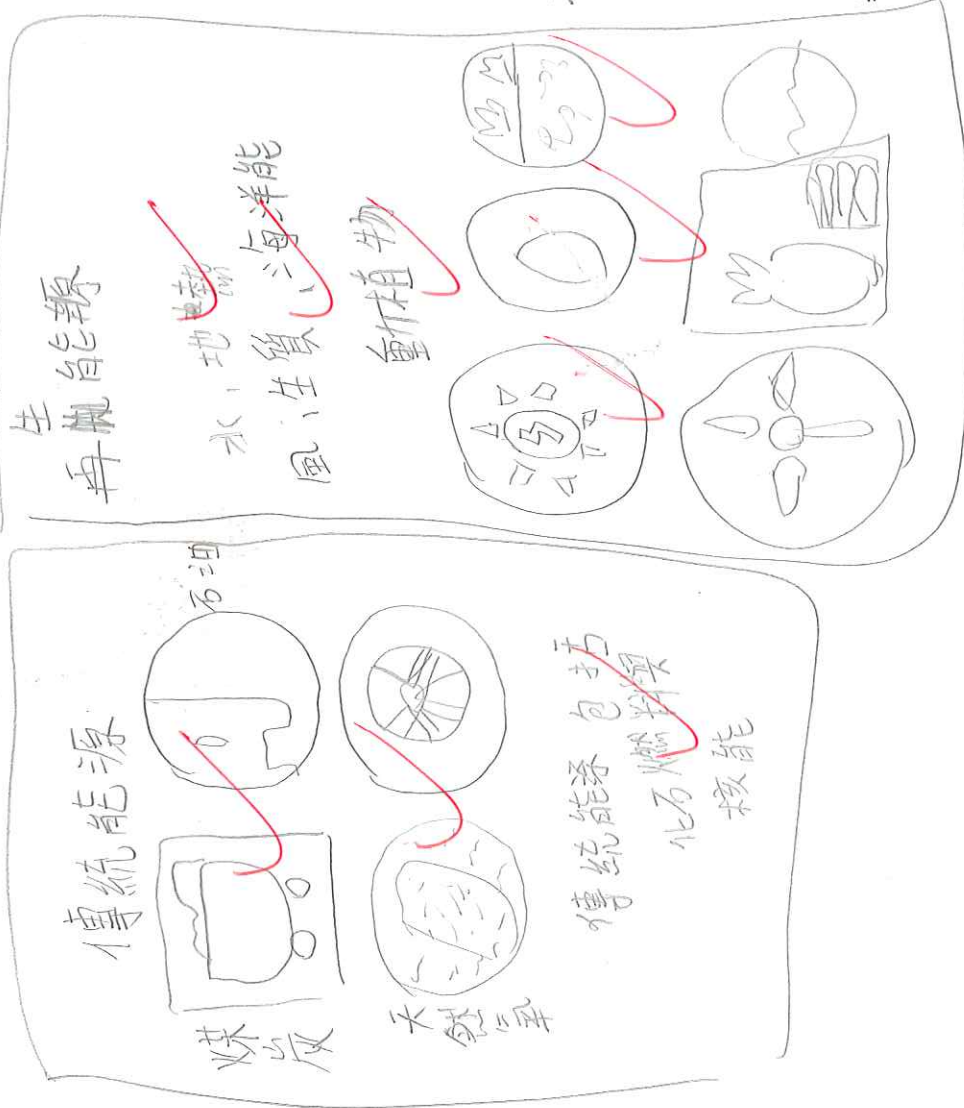 傳統能源
石油
煤炭
天然氣
傳統能源包括
化石燃料與
核能
再生能源
水、地熱
風、生質、海洋能
動植物